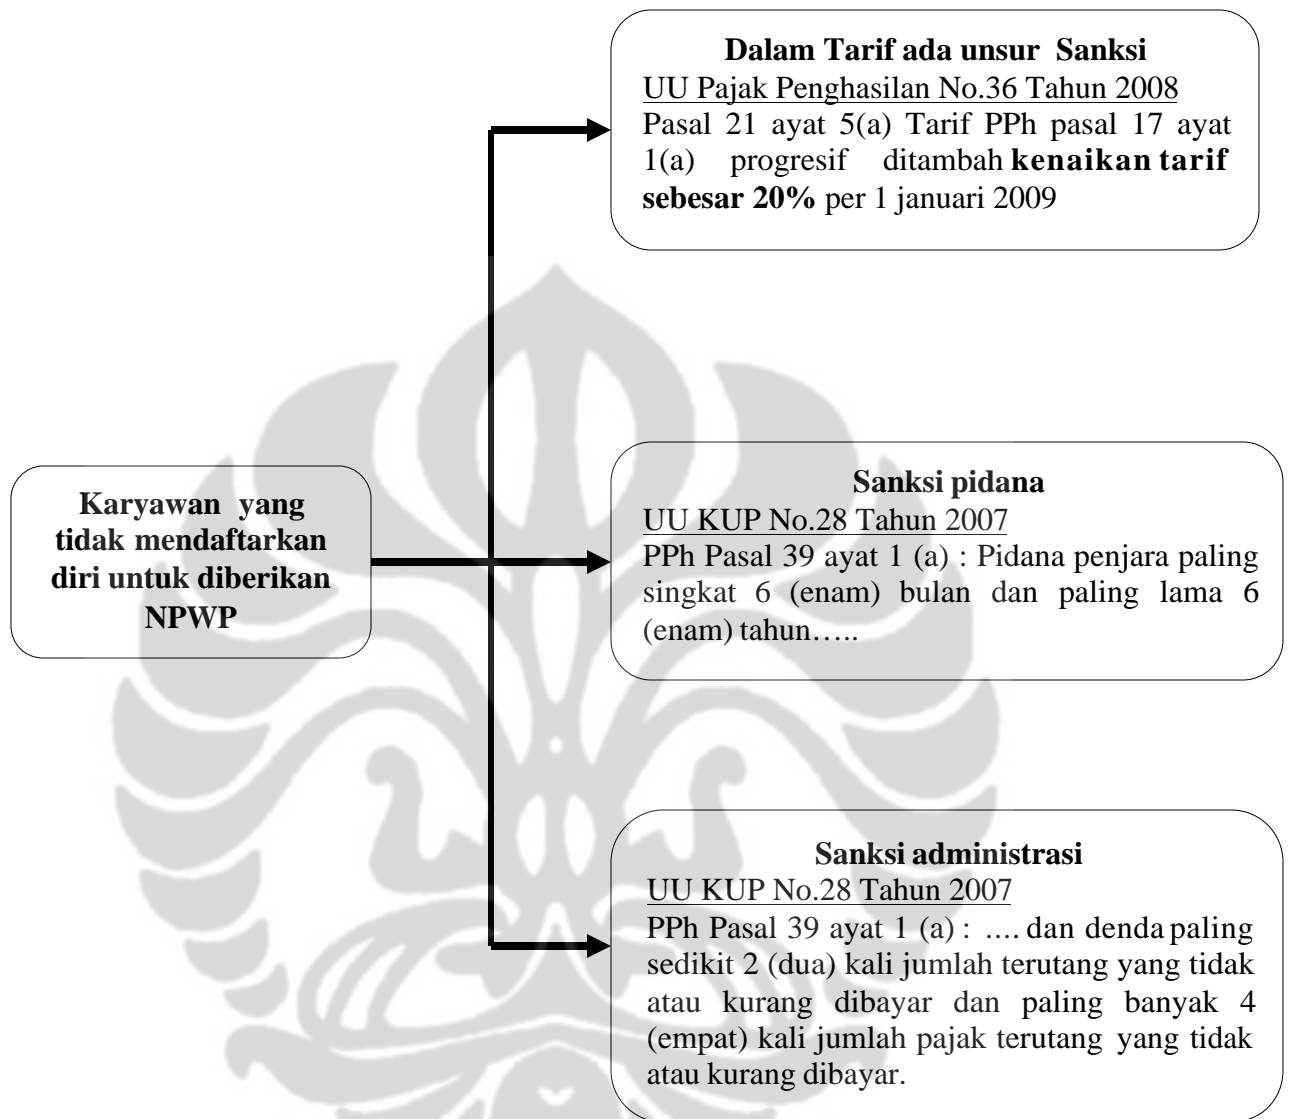 Dalam Tarif ada unsur Sanksi
UU Pajak Penghasilan No.36 Tahun 2008
Pasal 21 ayat 5(a) Tarif PPh pasal 17 ayat
1(a) progresif ditambah kenaikan tarif
sebesar 20% per 1 januari 2009
Karyawan yang
tidak mendaftarkan
diri untuk diberikan
NPWP
Sanksi pidana
UU KUP No.28 Tahun 2007
PPh Pasal 39 ayat 1 (a) : Pidana penjara paling
singkat 6 (enam) bulan dan paling lama 6
(enam) tahun…..
Sanksi administrasi
UU KUP No.28 Tahun 2007
PPh Pasal 39 ayat 1 (a) : .... dan denda paling
sedikit 2 (dua) kali jumlah terutang yang tidak
atau kurang dibayar dan paling banyak 4
(empat) kali jumlah pajak terutang yang tidak
atau kurang dibayar.